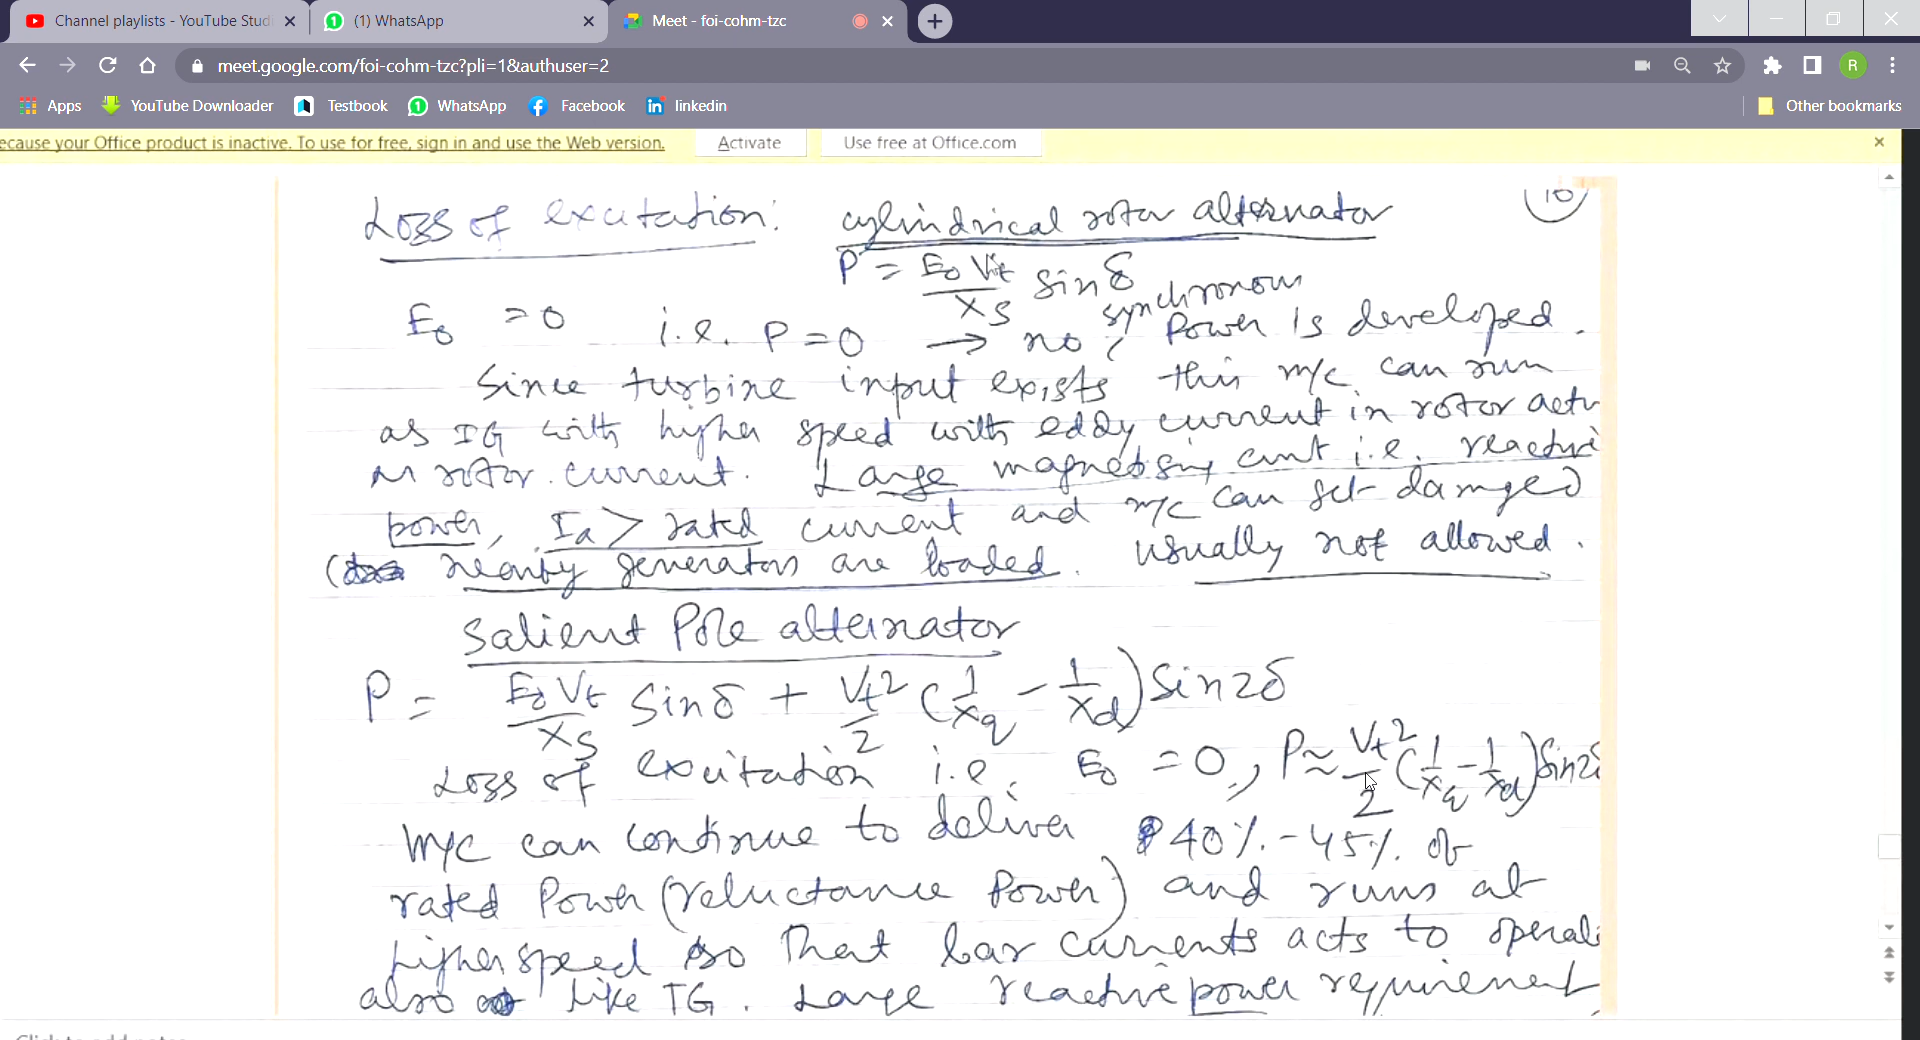 Channel playlists - YouTube Studi
(1) WhatsApp
Meet - foi-cohm-tzc
meet.google.com/foi-cohm-tzc?pli=1&authuser=2
R
Apps
YouTube Downloader
Testbook
WhatsApp
Facebook
linkedin
Other bookmarks
ecause your Office product is inactive. To use for free, sign in and use the Web version.
Activate
Use free at Office.com
16
Loss of excitation: cylindrical rotor alternator
P = E₀ Vt / Xs Sin δ
E₀ = 0 i.e. P = 0 → no synchronous Power is developed.
Since turbine input exists this m/c can run
as IG with higher speed with eddy current in rotor
as rotor current. Large magnetising i.e. reactive
power, Ia > rated current and m/c can get damged
( nearby generators are loaded. usually not allowed.
Salient Pole alternator
P = E₀ Vt / Xs Sin δ + Vt² / 2 (1/Xq - 1/Xd) Sin 2δ
Loss of excitation i.e. E₀ = 0, P ≈ Vt² / 2 (1/Xq - 1/Xd) Sin 2δ
m/c can continue to deliver 40% - 45% of
rated Power (reluctance Power) and runs at
higher speed so that bar currents acts to
also like IG. Large reactive power requirement